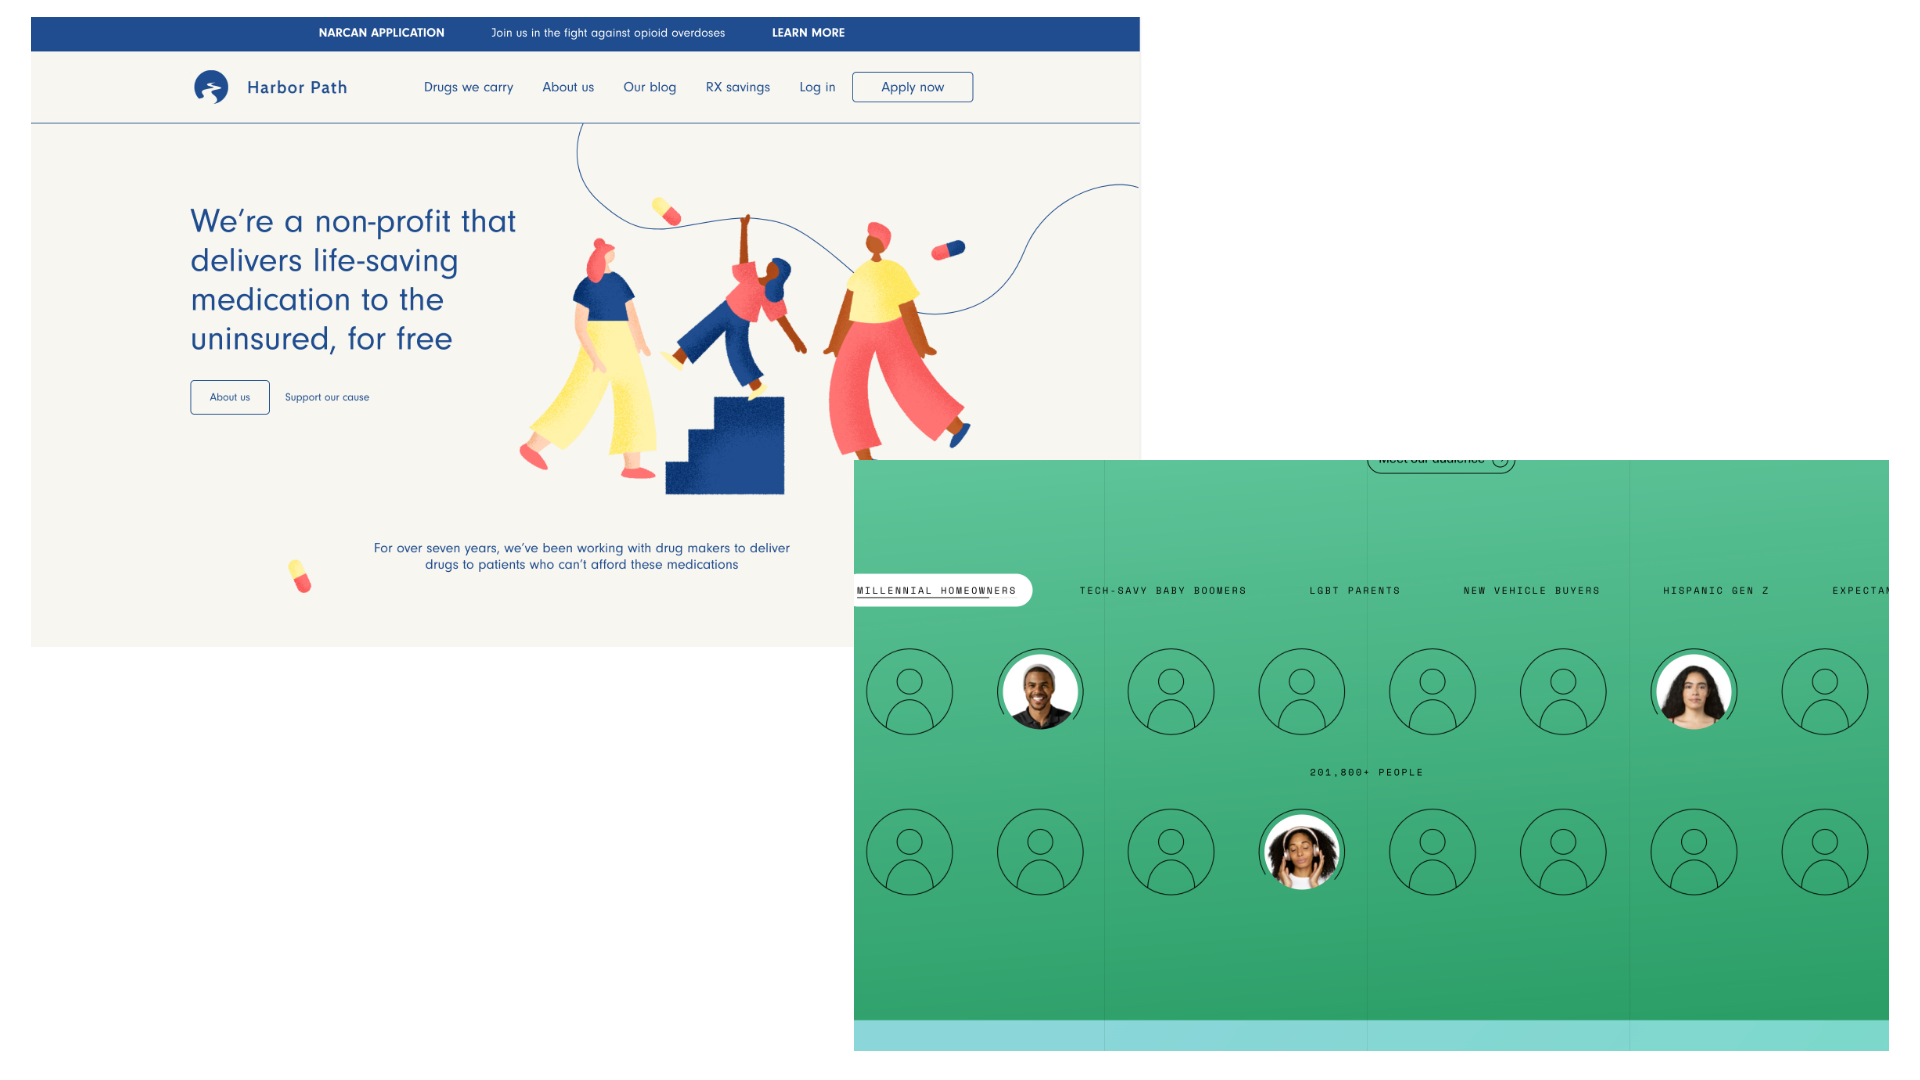 NARCAN APPLICATION Join us in the fight against opioid overdoses LEARN MORE
Harbor Path Drugs we carry About us Our blog RX savings Log in Apply now
We're a non-profit that
delivers life-saving
medication to the
uninsured, for free
About us Support our cause
For over seven years, we've been working with drug makers to deliver
drugs to patients who can't afford these medications
Meet our audience
MILLENNIAL HOMEOWNERS TECH-SAVY BABY BOOMERS LGBT PARENTS NEW VEHICLE BUYERS HISPANIC GEN Z EXPECTAN
201,800+ PEOPLE